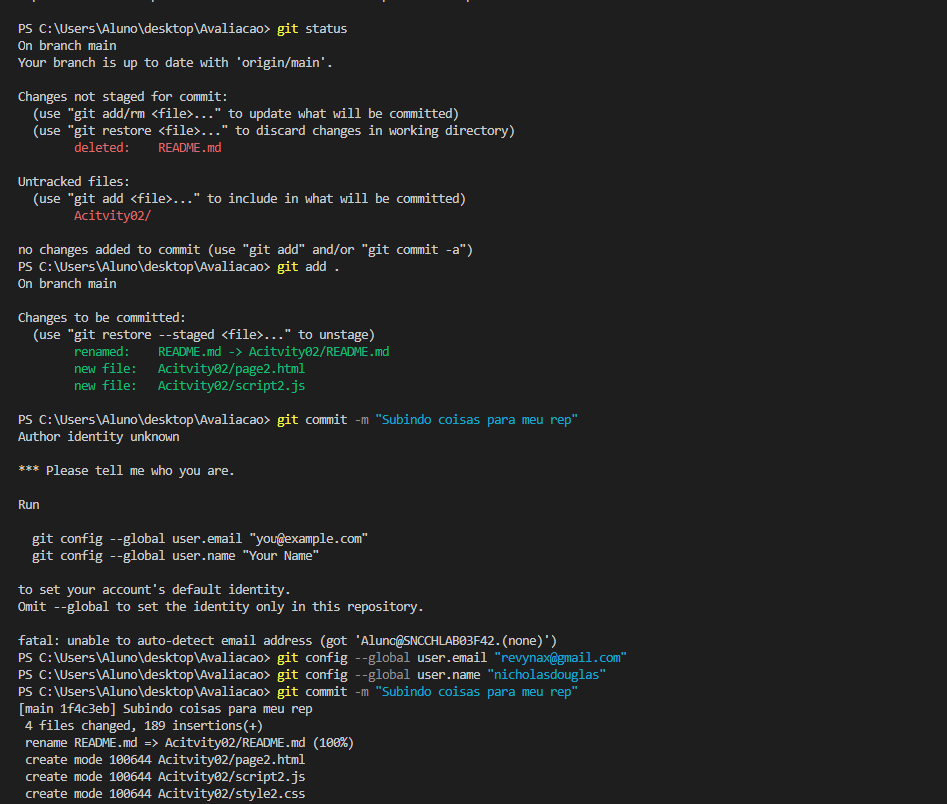 PS C:\Users\Aluno\desktop\Avaliacao> git status
On branch main
Your branch is up to date with 'origin/main'.
Changes not staged for commit:
(use "git add/rm <file>..." to update what will be committed)
(use "git restore <file>..." to discard changes in working directory)
deleted: README.md
Untracked files:
(use "git add <file>..." to include in what will be committed)
Acitvity02/
no changes added to commit (use "git add" and/or "git commit -a")
PS C:\Users\Aluno\desktop\Avaliacao> git add .
On branch main
Changes to be committed:
(use "git restore --staged <file>..." to unstage)
renamed: README.md -> Acitvity02/README.md
new file: Acitvity02/page2.html
new file: Acitvity02/script2.js
PS C:\Users\Aluno\desktop\Avaliacao> git commit -m "Subindo coisas para meu rep"
Author identity unknown
*** Please tell me who you are.
Run
git config --global user.email "you@example.com"
git config --global user.name "Your Name"
to set your account's default identity.
Omit --global to set the identity only in this repository.
fatal: unable to auto-detect email address (got 'Aluno@SNCCHLAB03F42.(none)')
PS C:\Users\Aluno\desktop\Avaliacao> git config --global user.email "revynax@gmail.com"
PS C:\Users\Aluno\desktop\Avaliacao> git config --global user.name "nicholasdouglas"
PS C:\Users\Aluno\desktop\Avaliacao> git commit -m "Subindo coisas para meu rep"
[main 1f4c3eb] Subindo coisas para meu rep
4 files changed, 189 insertions(+)
rename README.md => Acitvity02/README.md (100%)
create mode 100644 Acitvity02/page2.html
create mode 100644 Acitvity02/script2.js
create mode 100644 Acitvity02/style2.css